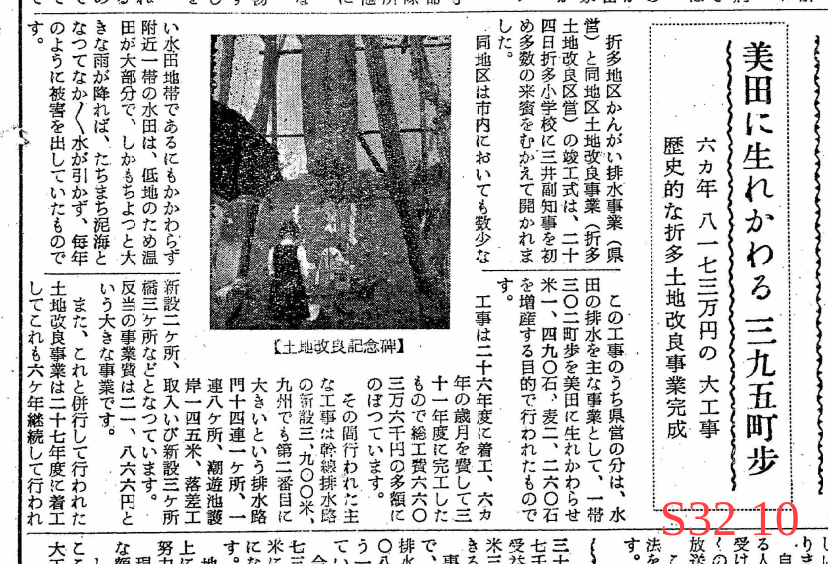 美田に生れかわる 三九五町歩
六カ年 八一七三万円の 大工事
歴史的な折多土地改良事業完成
折多地区かんがい排水事業（県
営）と同地区土地改良事業（折多
土地改良区営）の竣工式は、二十
四日折多小学校に三井副知事を初
め多数の来賓をむかえて開かれま
した。
同地区は市内においても数少な
い水田地帯であるにもかかわらず
附近一帯の水田は、低地のため湿
田が大部分で、しかもちよつと大
きな雨が降れば、たちまち泥海と
なつてなか〳〵水が引かず、毎年
のように被害を出していたもので
す。
【土地改良記念碑】
この工事のうち県営の分は、水
田の排水を主な事業として、一帯
三〇二町歩を美田に生れかわらせ
米一、四九〇石、麦二、二六〇石
を増産する目的で行われたもので
す。
工事は二十六年度に着工、六カ
年の歳月を費して三
十一年度に完工した
もので総工費六六〇
三万六千円の多額に
のぼつています。
その間行われた主
な工事は幹線排水路
の新設三、九〇〇米、
九州でも第二番目に
大きいという排水路
門十四連一ケ所、一
連八ケ所、潮遊池護
岸一四五米、落差工
新設二ケ所、取入いび新設三ケ所
橋三ケ所などとなつています。
反当の事業費は二一、八六六円と
いう大きな事業です。
また、これと併行して行われた
土地改良事業は二十七年度に着工
してこれも六ケ年継続して行われ
S32 10